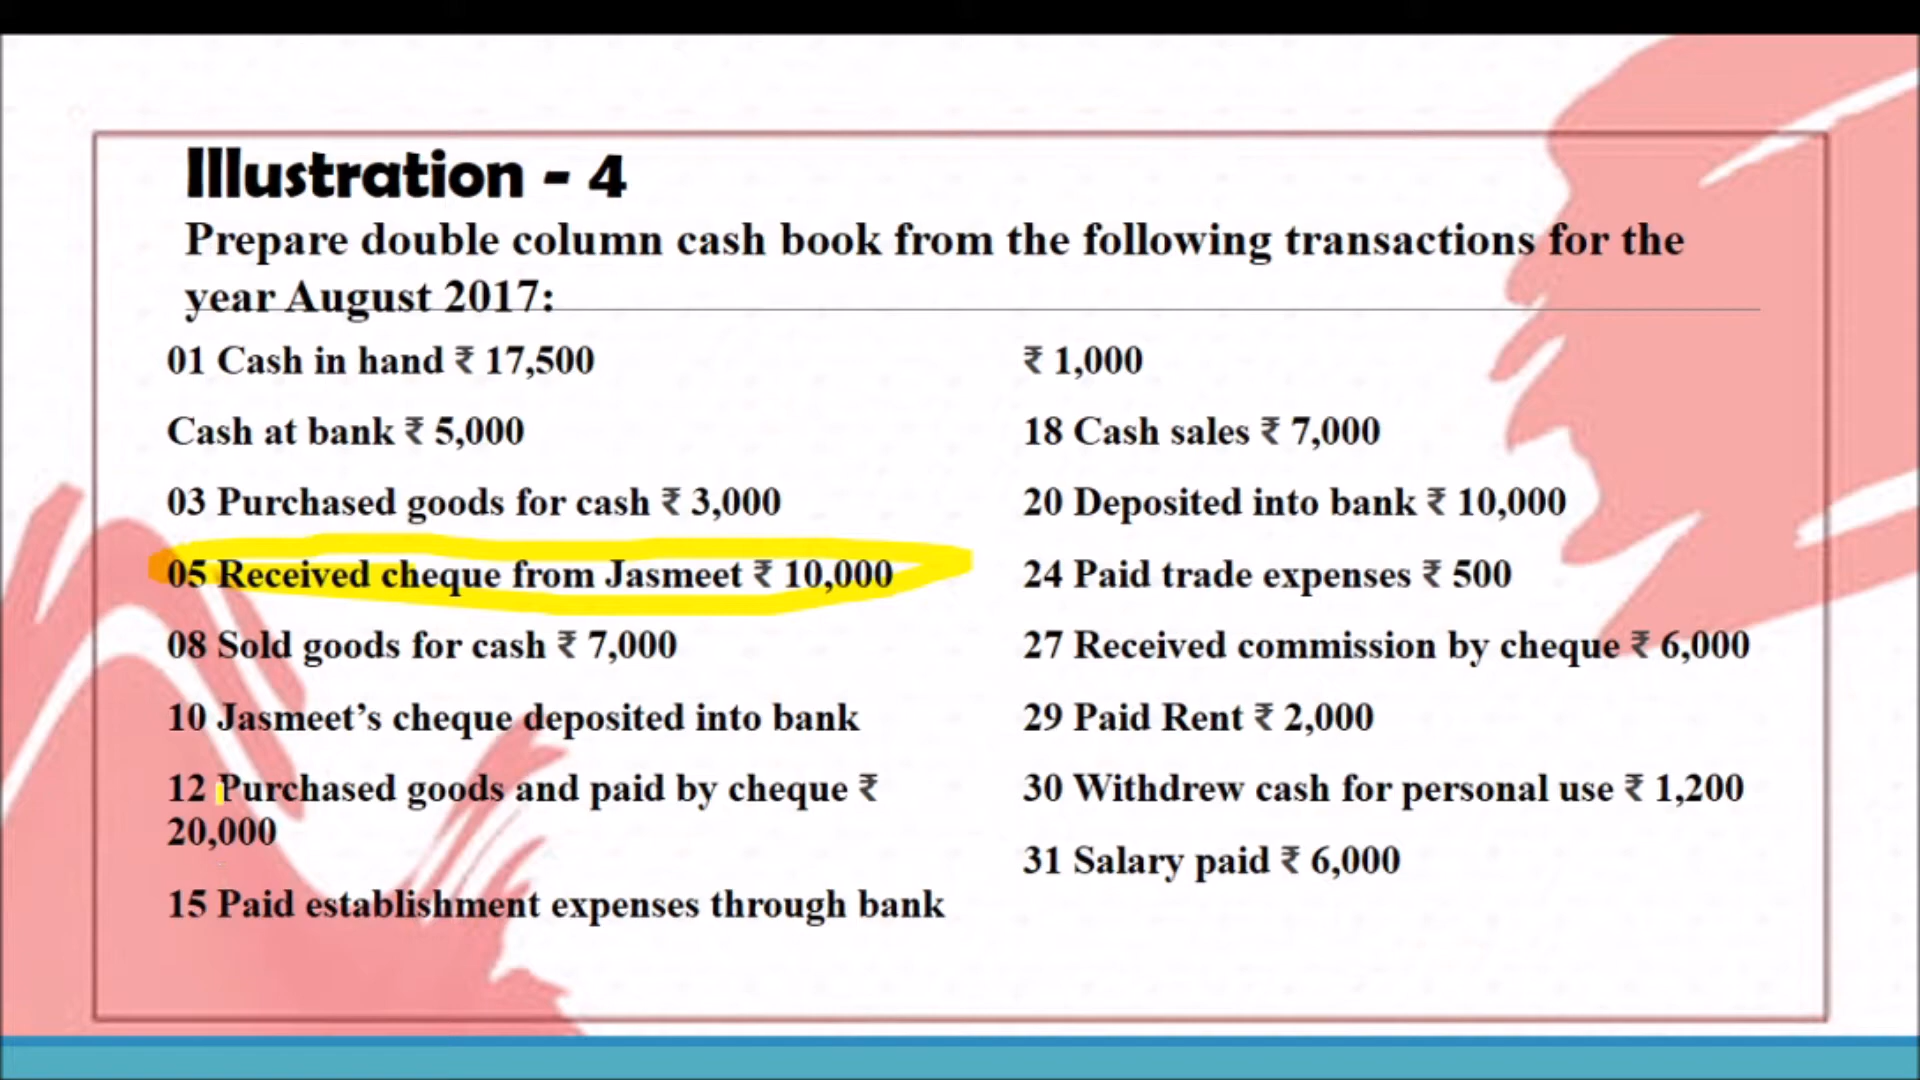 Illustration - 4
Prepare double column cash book from the following transactions for the
year August 2017:
01 Cash in hand ₹ 17,500
Cash at bank ₹ 5,000
03 Purchased goods for cash ₹ 3,000
05 Received cheque from Jasmeet ₹ 10,000
08 Sold goods for cash ₹ 7,000
10 Jasmeet’s cheque deposited into bank
12 Purchased goods and paid by cheque ₹
20,000
15 Paid establishment expenses through bank
₹ 1,000
18 Cash sales ₹ 7,000
20 Deposited into bank ₹ 10,000
24 Paid trade expenses ₹ 500
27 Received commission by cheque ₹ 6,000
29 Paid Rent ₹ 2,000
30 Withdrew cash for personal use ₹ 1,200
31 Salary paid ₹ 6,000